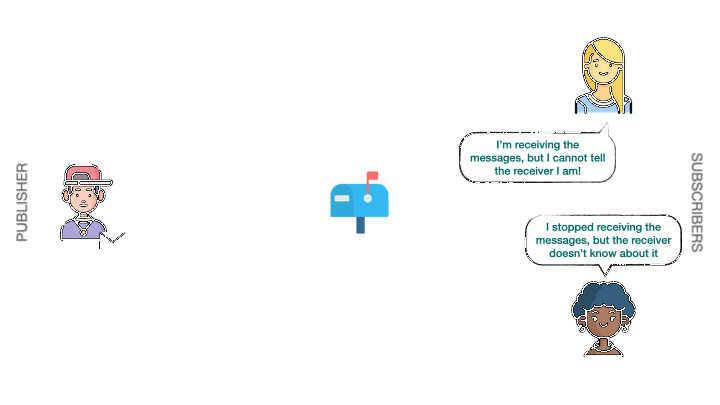 PUBLISHER
I'm receiving the
messages, but I cannot tell
the receiver I am!
I stopped receiving the
messages, but the receiver
doesn't know about it
SUBSCRIBERS